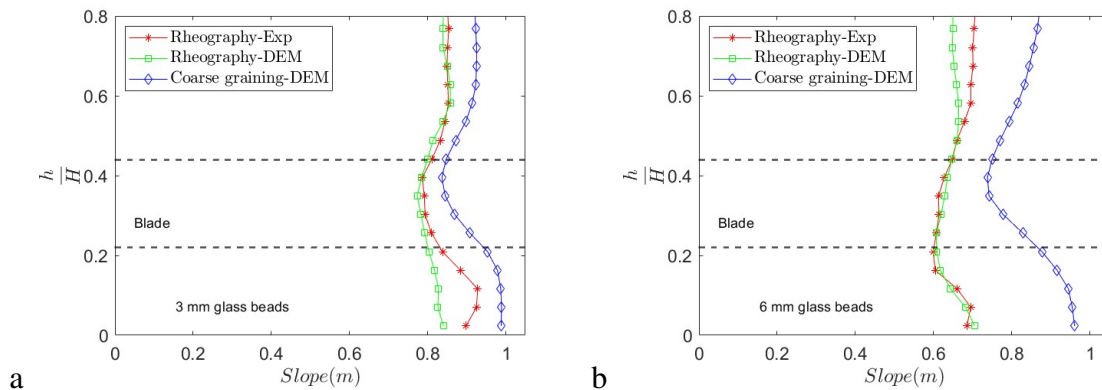 0.8
0.6
0.4
0.2
0
h/H
Rheography-Exp
Rheography-DEM
Coarse graining-DEM
Blade
3 mm glass beads
0 0.2 0.4 0.6 0.8 1
Slope(m)
a
0.8
0.6
0.4
0.2
0
h/H
Rheography-Exp
Rheography-DEM
Coarse graining-DEM
Blade
6 mm glass beads
0 0.2 0.4 0.6 0.8 1
Slope(m)
b